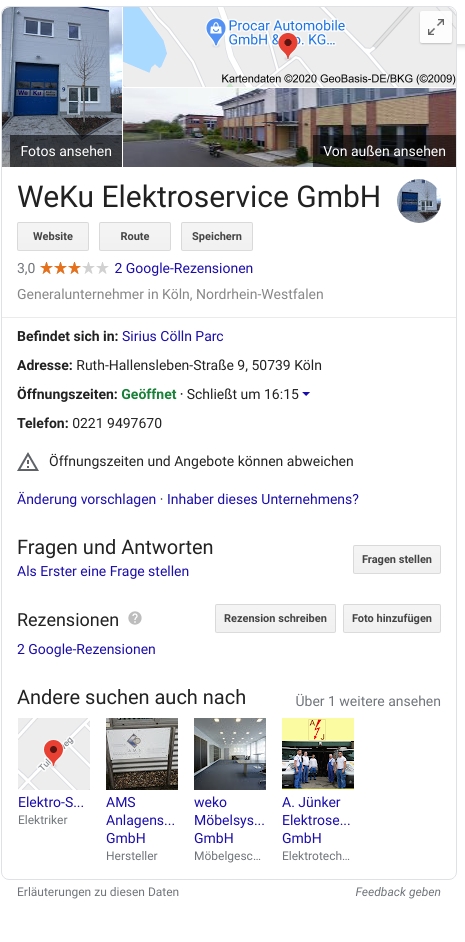 Procar Automobile
GmbH & Co. KG...
Kartendaten ©2020 GeoBasis-DE/BKG (©2009)
We Ku
9
Fotos ansehen
Von außen ansehen
WeKu Elektroservice GmbH
Website
Route
Speichern
3,0 ★★★★★ 2 Google-Rezensionen
Generalunternehmer in Köln, Nordrhein-Westfalen
Befindet sich in: Sirius Cölln Parc
Adresse: Ruth-Hallensleben-Straße 9, 50739 Köln
Öffnungszeiten: Geöffnet · Schließt um 16:15
Telefon: 0221 9497670
Öffnungszeiten und Angebote können abweichen
Änderung vorschlagen · Inhaber dieses Unternehmens?
Fragen und Antworten
Fragen stellen
Als Erster eine Frage stellen
Rezensionen ?
Rezension schreiben
Foto hinzufügen
2 Google-Rezensionen
Andere suchen auch nach
Über 1 weitere ansehen
A J
Elektro-S...
Elektriker
AMS
Anlagens...
GmbH
Hersteller
weko
Möbelsys...
GmbH
Möbelgesc...
A. Jünker
Elektrose...
GmbH
Elektrotech...
Erläuterungen zu diesen Daten
Feedback geben